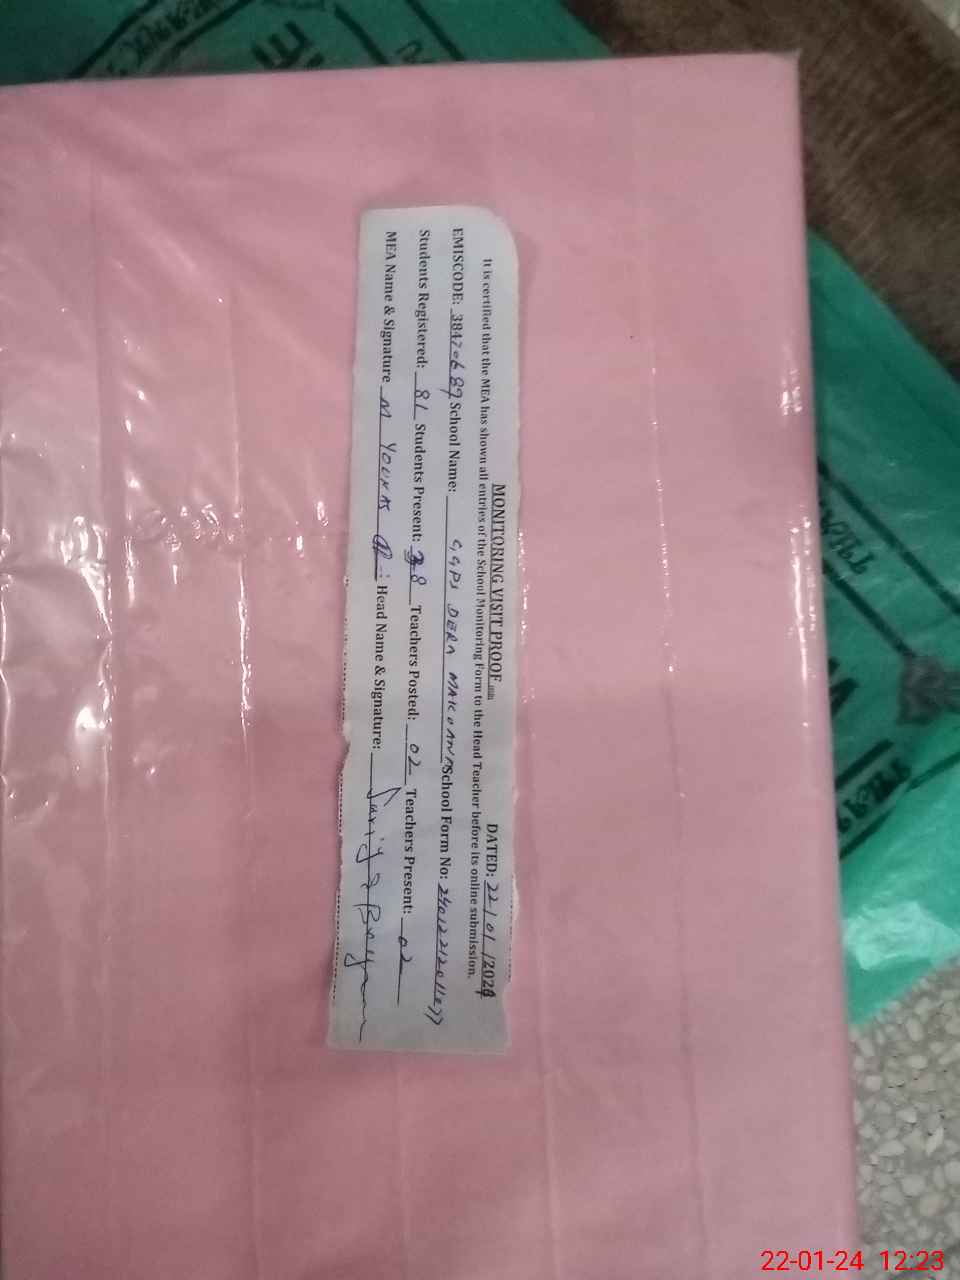 MONITORING VISIT PROOF DATED: 22/01/2024
It is certified that the MEA has shown all entries of the School Monitoring Form to the Head Teacher before its online submission.
EMISCODE: 38470689 School Name: GGPS DERA MAKOANA School Form No:
Students Registered: 81 Students Present: 38 Teachers Posted: 02 Teachers Present: 02
MEA Name & Signature M YOUNAS Head Name & Signature:
22-01-24 12:23